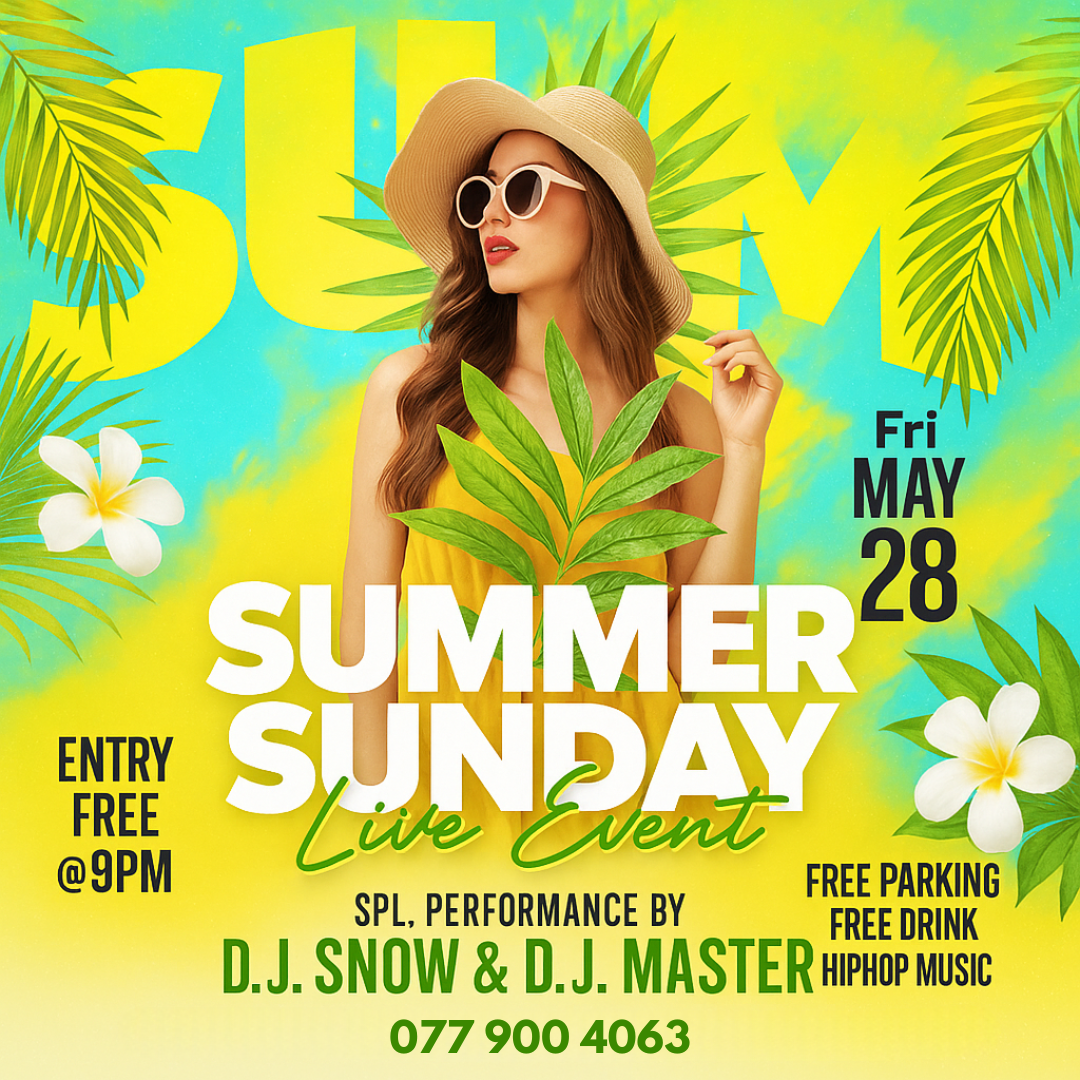 SUM
Fri
MAY
28
SUMMER
SUNDAY
Live Event
ENTRY
FREE
@9PM
SPL, PERFORMANCE BY
D.J. SNOW & D.J. MASTER
FREE PARKING
FREE DRINK
HIPHOP MUSIC
077 900 4063